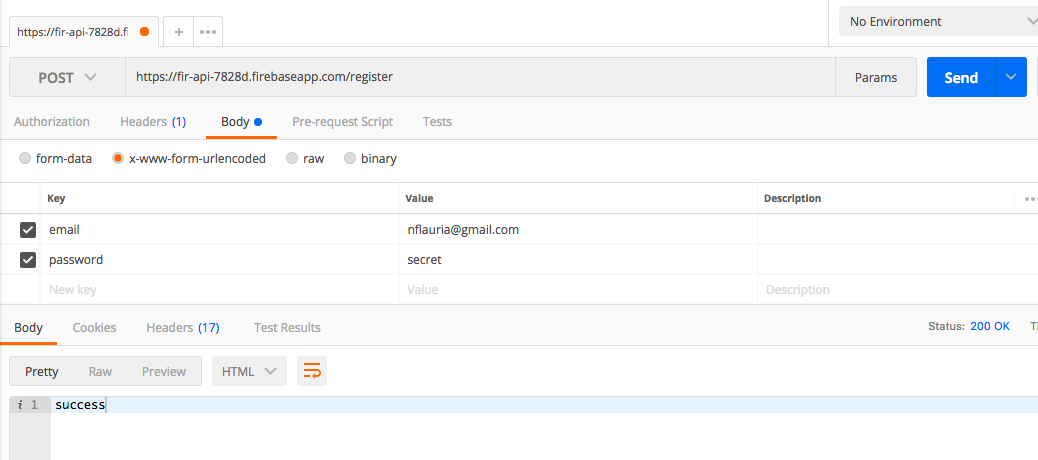 https://fir-api-7828d.fi + ••• No Environment
POST https://fir-api-7828d.firebaseapp.com/register Params Send
Authorization Headers (1) Body Pre-request Script Tests
form-data x-www-form-urlencoded raw binary
Key Value Description •••
email nflauria@gmail.com
password secret
New key Value Description
Body Cookies Headers (17) Test Results Status: 200 OK
Pretty Raw Preview HTML
i 1 success